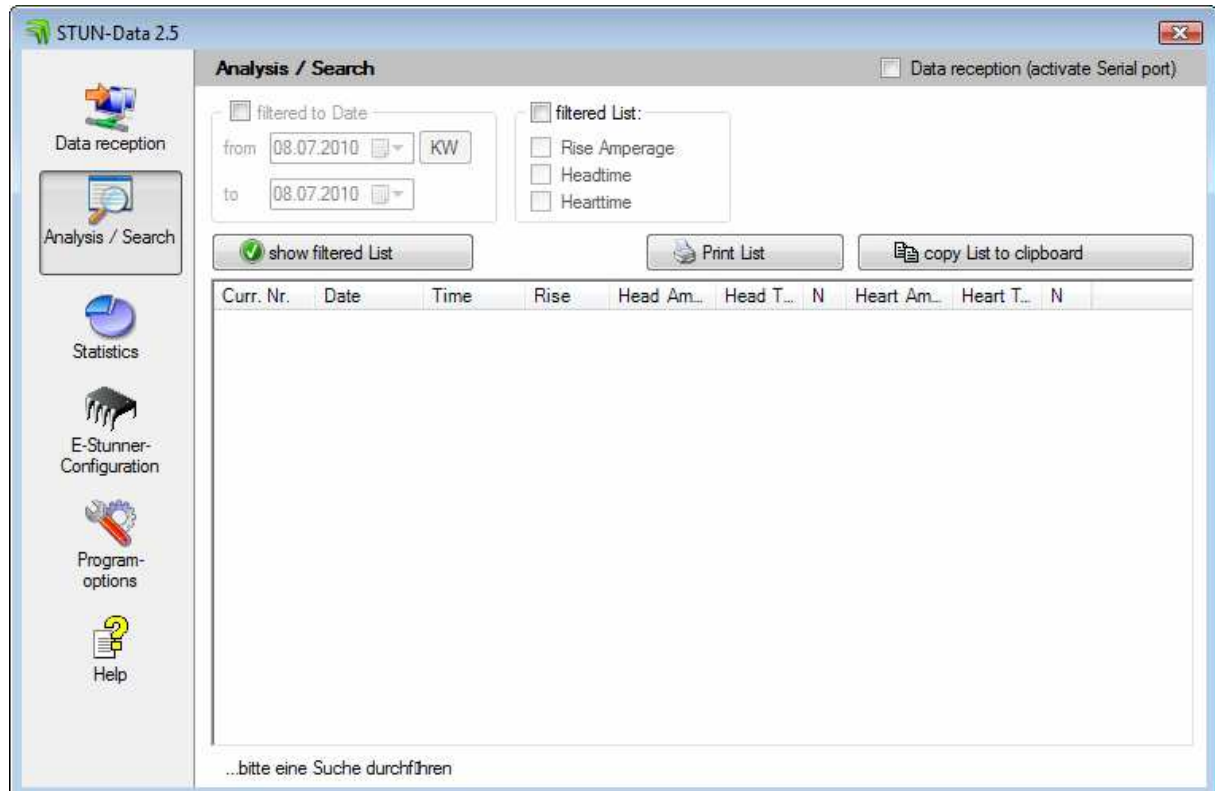 STUN-Data 2.5
Analysis / Search
Data reception (activate Serial port)
filtered to Date
from 08.07.2010 KW
to 08.07.2010
filtered List:
Rise Amperage
Headtime
Hearttime
show filtered List
Print List
copy List to clipboard
Curr. Nr. Date Time Rise Head Am... Head T... N Heart Am... Heart T... N
...bitte eine Suche durchführen
Data reception
Analysis / Search
Statistics
E-Stunner-
Configuration
Program-
options
Help